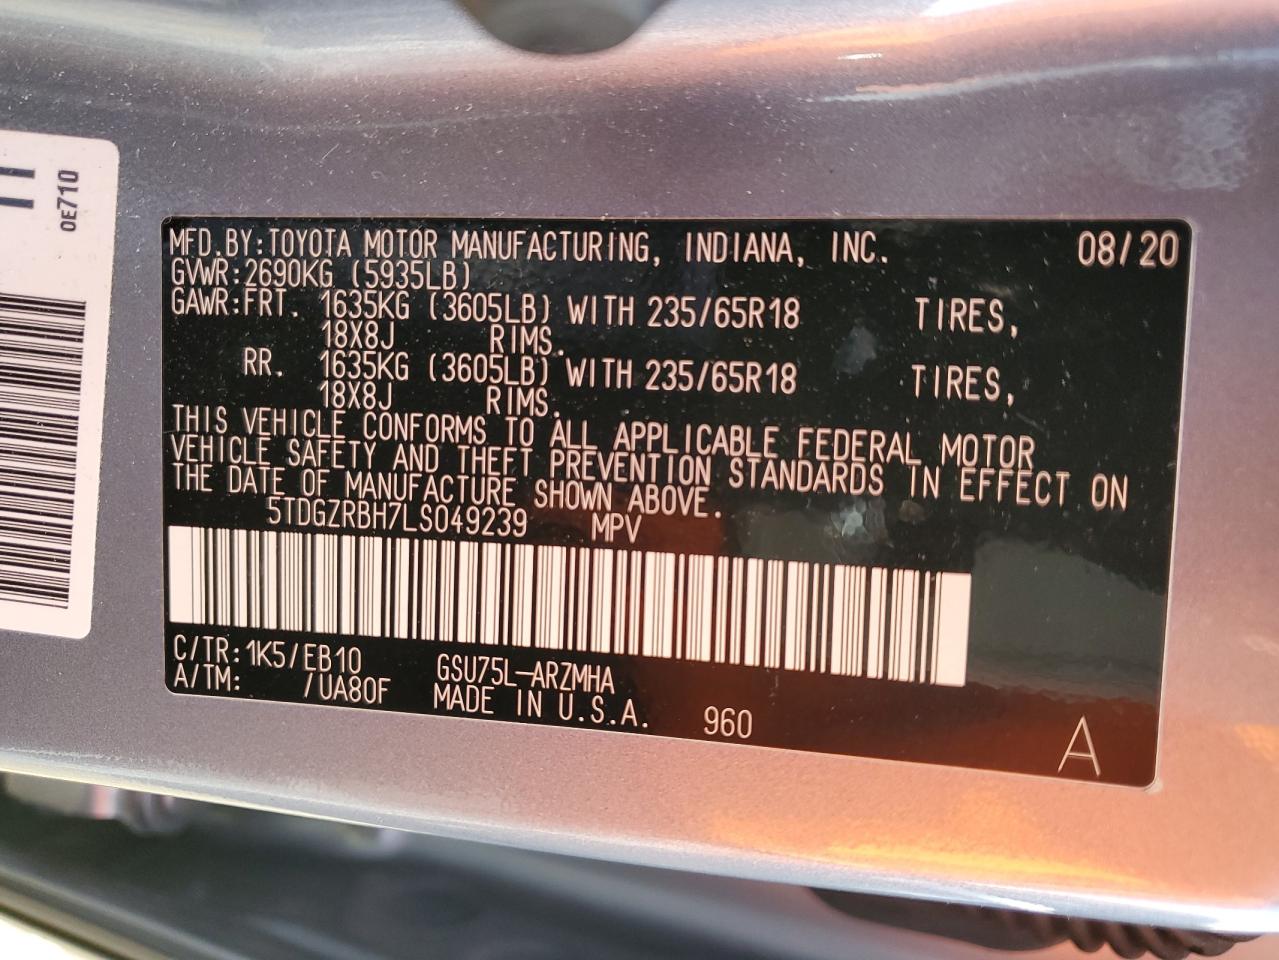 OE710
MFD.BY:TOYOTA MOTOR MANUFACTURING, INDIANA, INC. 08/20
GVWR:2690KG (5935LB)
GAWR:FRT. 1635KG (3605LB) WITH 235/65R18 TIRES,
18X8J RIMS.
RR. 1635KG (3605LB) WITH 235/65R18 TIRES,
18X8J RIMS.
THIS VEHICLE CONFORMS TO ALL APPLICABLE FEDERAL MOTOR
VEHICLE SAFETY AND THEFT PREVENTION STANDARDS IN EFFECT ON
THE DATE OF MANUFACTURE SHOWN ABOVE.
5TDGZRBH7LS049239 MPV
C/TR:1K5/EB10 GSU75L-ARZMHA
A/TM: /UA80F MADE IN U.S.A. 960
A